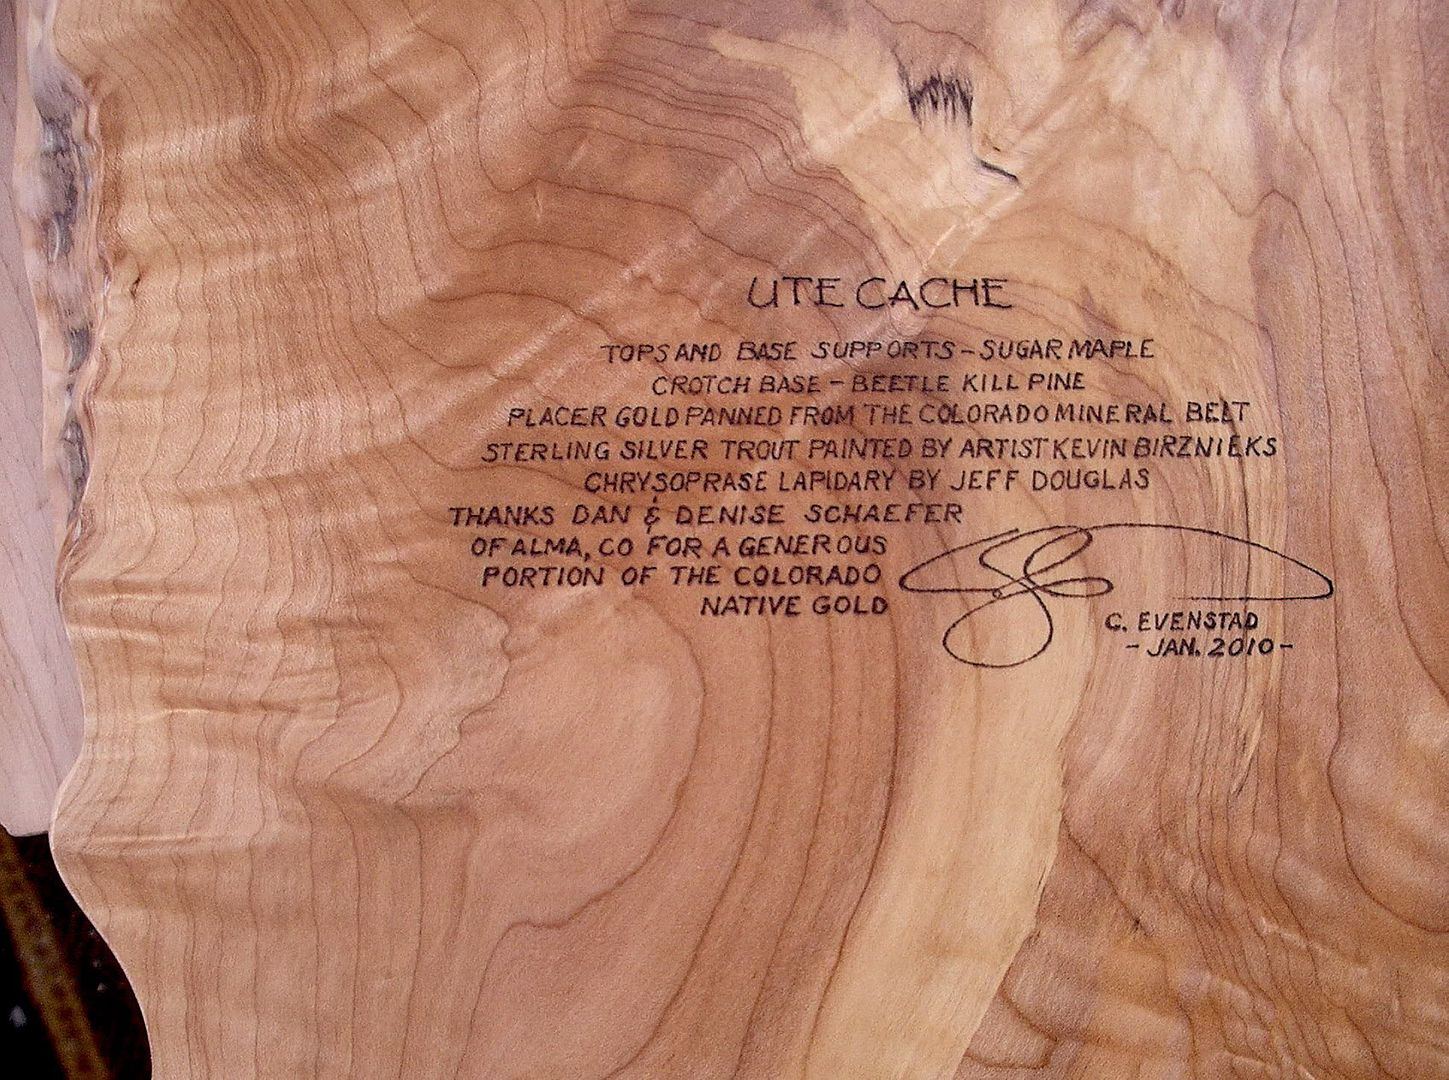 UTE CACHE
TOPS AND BASE SUPPORTS - SUGAR MAPLE
CROTCH BASE - BEETLE KILL PINE
PLACER GOLD PANNED FROM THE COLORADO MINERAL BELT
STERLING SILVER TROUT PAINTED BY ARTIST KEVIN BIRZNIEKS
CHRYSOPRASE LAPIDARY BY JEFF DOUGLAS
THANKS DAN & DENISE SCHAEFER
OF ALMA, CO FOR A GENEROUS
PORTION OF THE COLORADO
NATIVE GOLD
C. EVENSTAD
- JAN. 2010 -